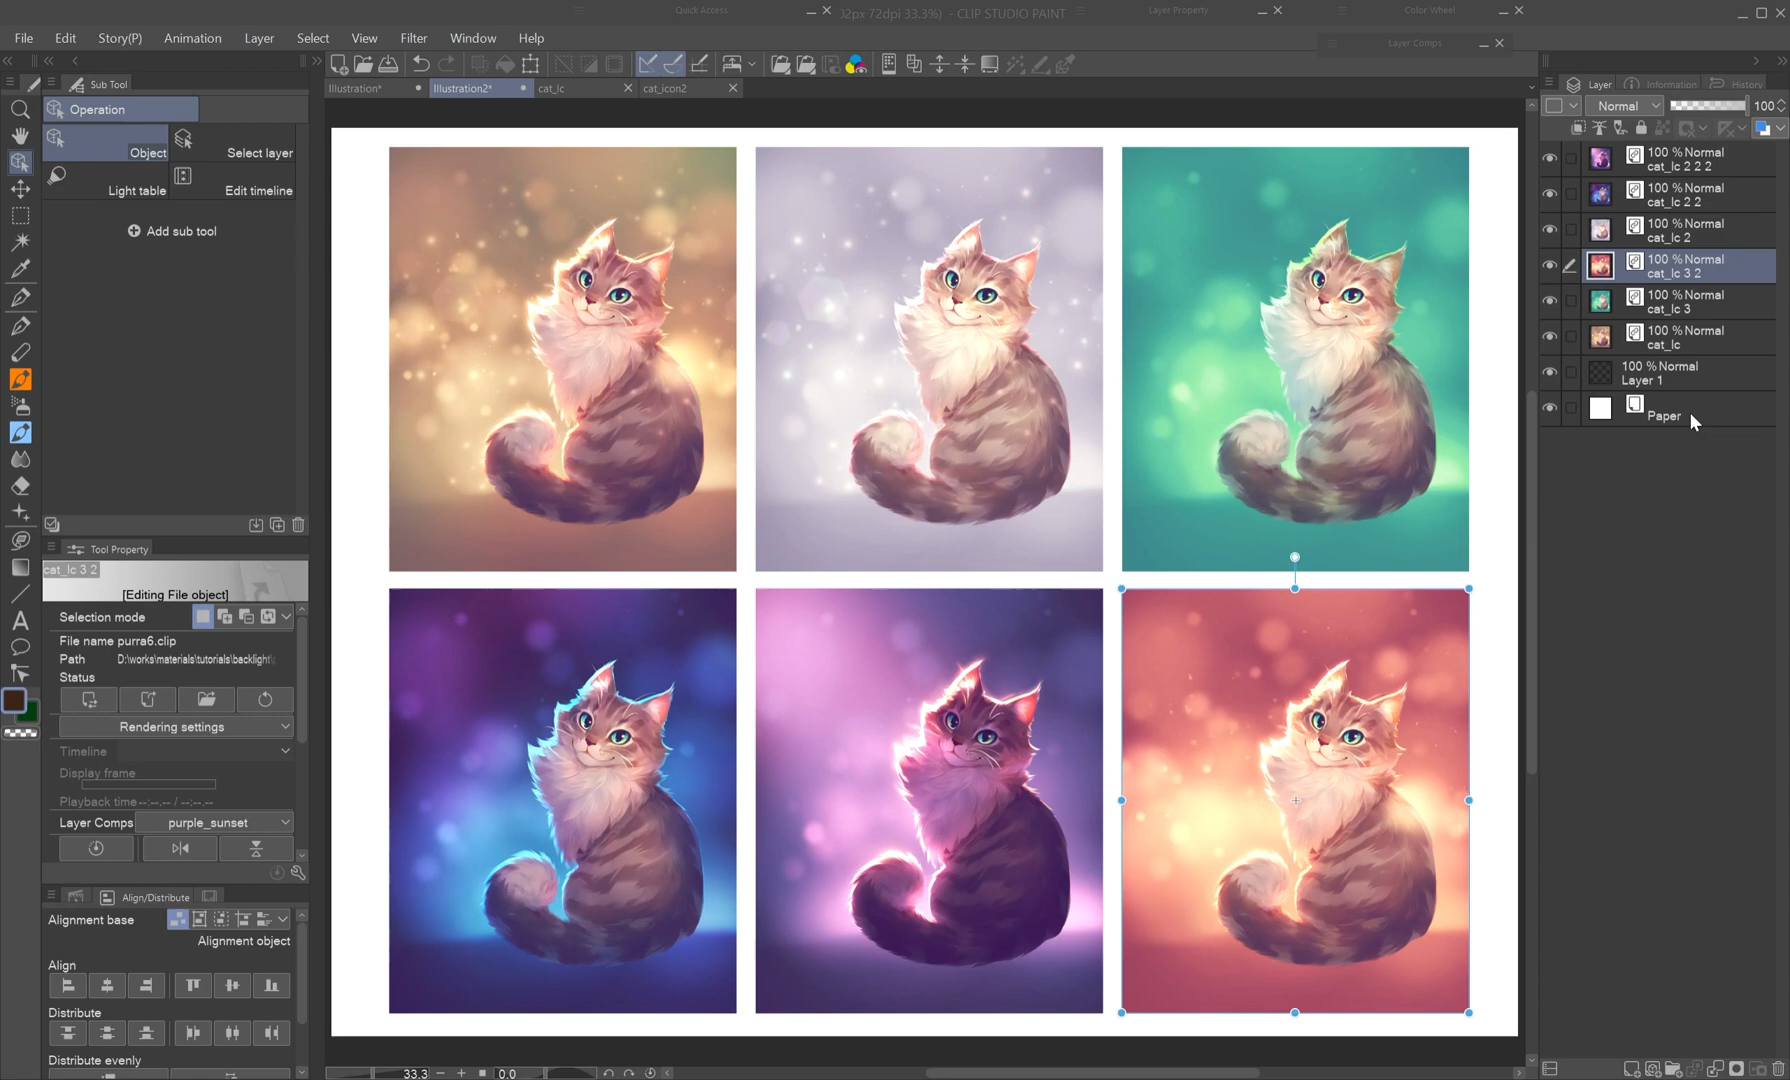 Quick Access
02px 72dpi 33.3%) - CLIP STUDIO PAINT
Layer Property
Color Wheel
File Edit Story(P) Animation Layer Select View Filter Window Help
Layer Comps
Sub Tool
Illustration*
Illustration2*
cat_lc
cat_icon2
Layer
Information
History
Operation
Normal
100
Object
Select layer
Light table
Edit timeline
Add sub tool
100 % Normal
cat_lc 2 2 2
100 % Normal
cat_lc 2 2
100 % Normal
cat_lc 2
100 % Normal
cat_lc 3 2
100 % Normal
cat_lc 3
100 % Normal
cat_lc
100 % Normal
Layer 1
Paper
Tool Property
cat_lc 3 2
[Editing File object]
Selection mode
File name purra6.clip
Path D:\works\materials\tutorials\backlight\
Status
Rendering settings
Timeline
Display frame
Playback time --:--.-- / --:--.--
Layer Comps purple_sunset
Align/Distribute
Alignment base
Alignment object
Align
Distribute
Distribute evenly
33.3
0.0